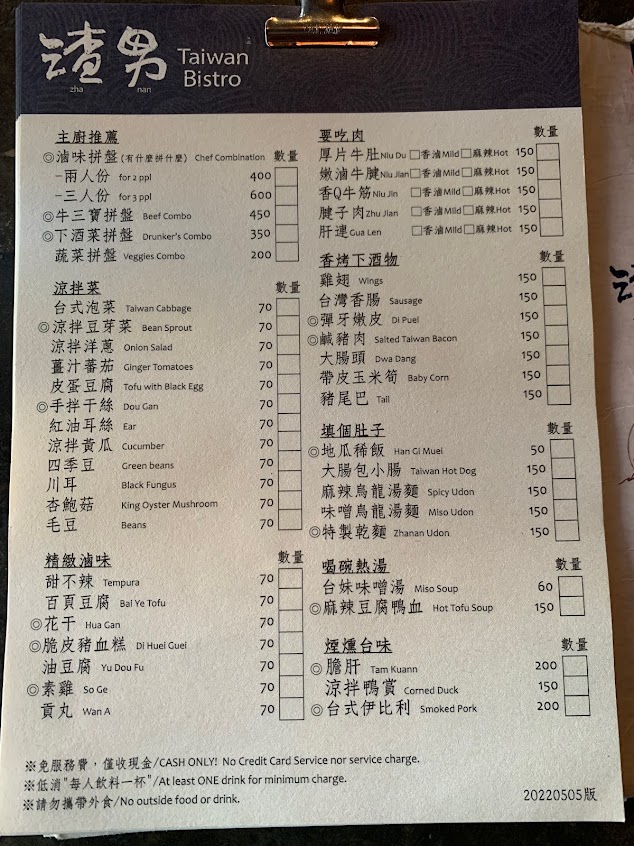 渣男 Taiwan Bistro
zha nan
主廚推薦 數量
◎滷味拼盤(有什麼拼什麼) Chef Combination
-兩人份 for 2 ppl 400
-三人份 for 3 ppl 600
◎牛三寶拼盤 Beef Combo 450
◎下酒菜拼盤 Drunker's Combo 350
蔬菜拼盤 Veggies Combo 200
涼拌菜 數量
台式泡菜 Taiwan Cabbage 70
◎涼拌豆芽菜 Bean Sprout 70
涼拌洋蔥 Onion Salad 70
薑汁蕃茄 Ginger Tomatoes 70
皮蛋豆腐 Tofu with Black Egg 70
◎手拌干絲 Dou Gan 70
紅油耳絲 Ear 70
涼拌黃瓜 Cucumber 70
四季豆 Green beans 70
川耳 Black Fungus 70
杏鮑菇 King Oyster Mushroom 70
毛豆 Beans 70
精緻滷味 數量
甜不辣 Tempura 70
百頁豆腐 Bai Ye Tofu 70
◎花干 Hua Gan 70
◎脆皮豬血糕 Di Huei Guei 70
油豆腐 Yu Dou Fu 70
◎素雞 So Ge 70
貢丸 Wan A 70
要吃肉 數量
厚片牛肚 Niu Du □香滷Mild□麻辣Hot 150
嫩滷牛腱 Niu Jian□香滷Mild□麻辣Hot 150
香Q牛筋 Niu Jin □香滷Mild□麻辣Hot 150
腱子肉 Zhu Jian □香滷Mild□麻辣Hot 150
肝連 Gua Len □香滷Mild□麻辣Hot 150
香烤下酒物 數量
雞翅 Wings 150
台灣香腸 Sausage 150
◎彈牙嫩皮 Di Puei 150
◎鹹豬肉 Salted Taiwan Bacon 150
大腸頭 Dwa Dang 150
帶皮玉米筍 Baby Corn 150
豬尾巴 Tail 150
填個肚子 數量
◎地瓜稀飯 Han Gi Muei 50
大腸包小腸 Taiwan Hot Dog 150
麻辣烏龍湯麵 Spicy Udon 150
味噌烏龍湯麵 Miso Udon 150
◎特製乾麵 Zhanan Udon 150
喝碗熱湯 數量
台妹味噌湯 Miso Soup 60
◎麻辣豆腐鴨血 Hot Tofu Soup 150
煙燻台味 數量
◎膽肝 Tam Kuann 200
涼拌鴨賞 Corned Duck 150
◎台式伊比利 Smoked Pork 200
※免服務費，僅收現金/CASH ONLY! No Credit Card Service nor service charge.
※低消"每人飲料一杯"/At least ONE drink for minimum charge.
※請勿攜帶外食/No outside food or drink.
20220505版